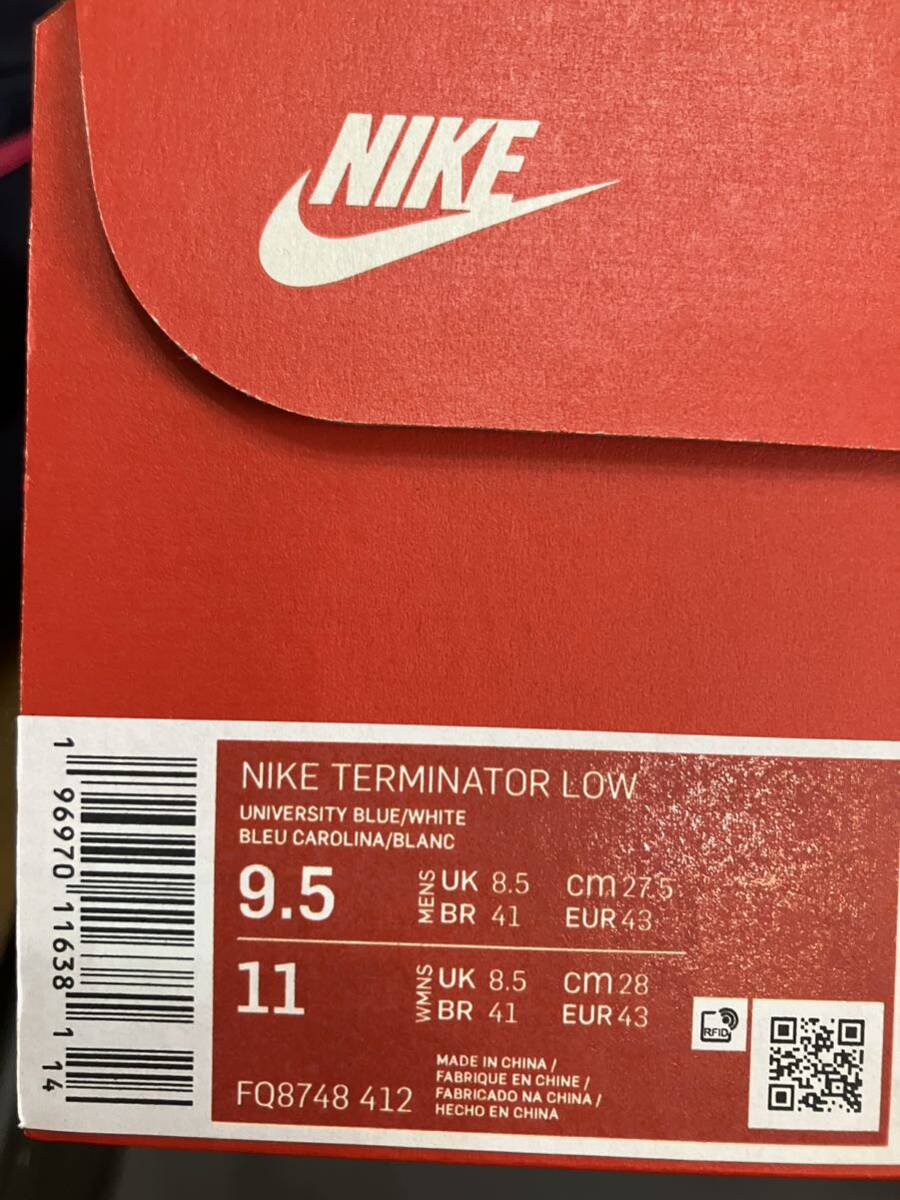 NIKE
NIKE TERMINATOR LOW
UNIVERSITY BLUE/WHITE
BLEU CAROLINA/BLANC
9.5 MENS UK 8.5 cm 27.5
BR 41 EUR 43
11 WMNS UK 8.5 cm 28
BR 41 EUR 43
RFID
FQ8748 412
MADE IN CHINA /
FABRIQUE EN CHINE /
FABRICADO NA CHINA /
HECHO EN CHINA
1 96970 11638 1 14